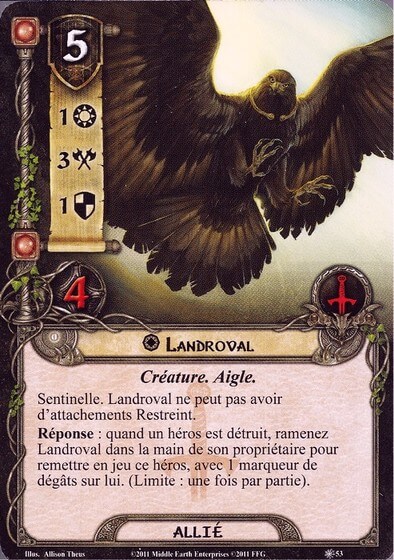 5
1
3
1
4
Landroval
Créature. Aigle.
Sentinelle. Landroval ne peut pas avoir
d'attachements Restreint.
Réponse : quand un héros est détruit, ramenez
Landroval dans la main de son propriétaire pour
remettre en jeu ce héros, avec 1 marqueur de
dégâts sur lui. (Limite : une fois par partie).
ALLIÉ
Illus. Allison Theus ©2011 Middle Earth Enterprises ©2011 FFG 53